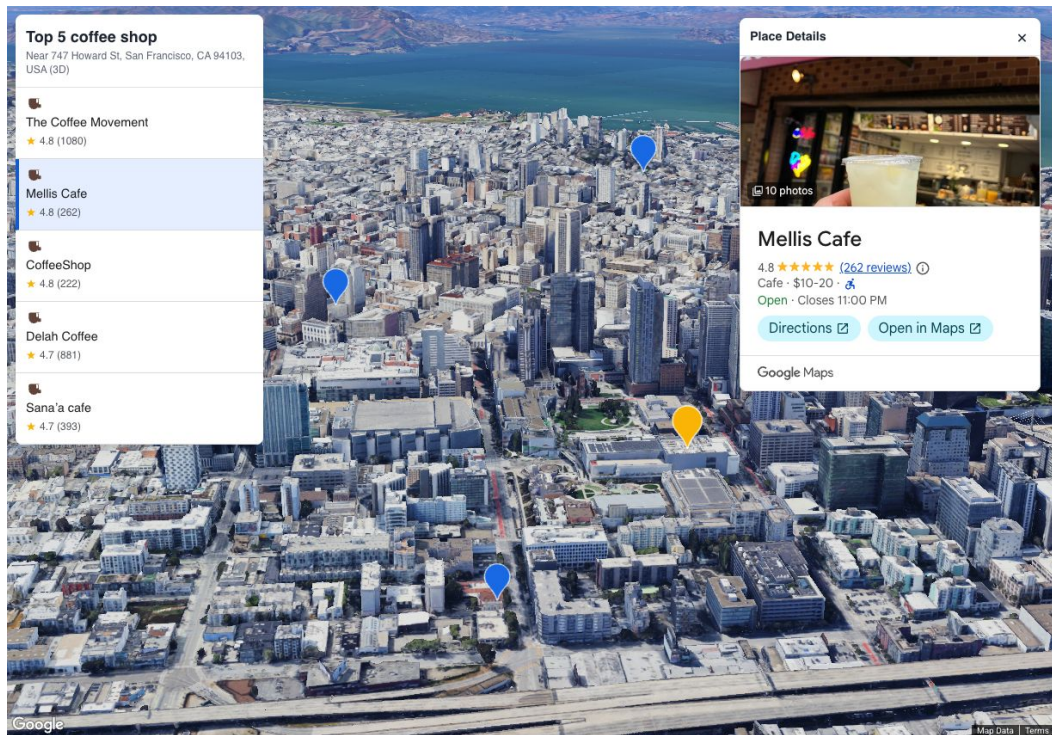 Top 5 coffee shop
Near 747 Howard St, San Francisco, CA 94103,
USA (3D)
The Coffee Movement
4.8 (1080)
Mellis Cafe
4.8 (262)
CoffeeShop
4.8 (222)
Delah Coffee
4.7 (881)
Sana'a cafe
4.7 (393)
Place Details
10 photos
Mellis Cafe
4.8 ★★★★★ (262 reviews)
Cafe · $10-20 ·
Open · Closes 11:00 PM
Directions
Open in Maps
Google Maps
Google
Map Data
Terms